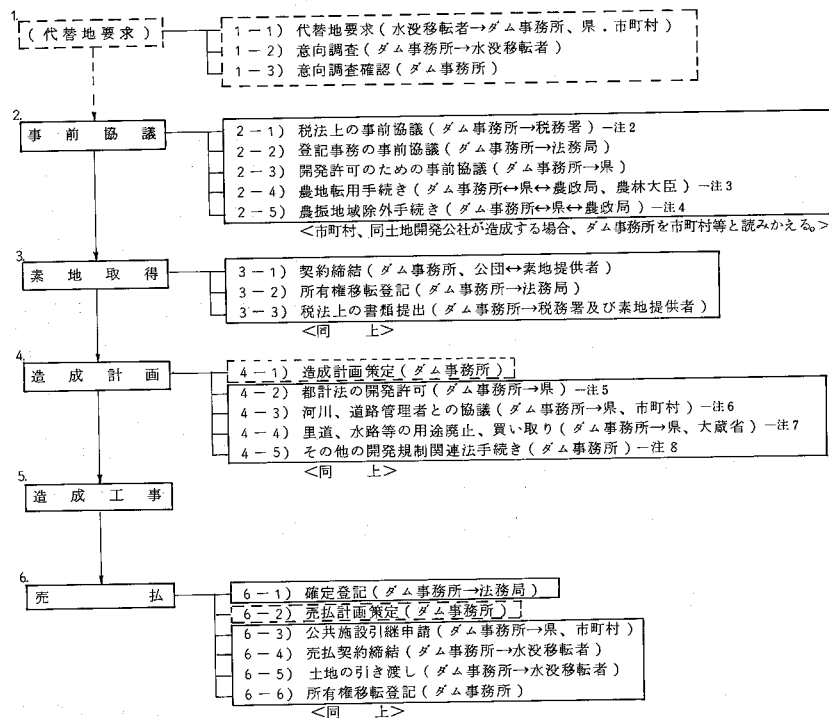 1.
(代替地要求)
1-1) 代替地要求(水没移転者→ダム事務所、県．市町村)
1-2) 意向調査(ダム事務所→水没移転者)
1-3) 意向調査確認(ダム事務所)
2.
事前協議
2-1) 税法上の事前協議(ダム事務所→税務署)-注2
2-2) 登記事務の事前協議(ダム事務所→法務局)
2-3) 開発許可のための事前協議(ダム事務所→県)
2-4) 農地転用手続き(ダム事務所↔県↔農政局、農林大臣)-注3
2-5) 農振地域除外手続き(ダム事務所↔県↔農政局)-注4
<市町村、同土地開発公社が造成する場合、ダム事務所を市町村等と読みかえる。>
3.
素地取得
3-1) 契約締結(ダム事務所、公団↔素地提供者)
3-2) 所有権移転登記(ダム事務所→法務局)
3-3) 税法上の書類提出(ダム事務所→税務署及び素地提供者)
<同 上>
4.
造成計画
4-1) 造成計画策定(ダム事務所)
4-2) 都計法の開発許可(ダム事務所→県)-注5
4-3) 河川、道路管理者との協議(ダム事務所→県、市町村)-注6
4-4) 里道、水路等の用途廃止、買い取り(ダム事務所→県、大蔵省)-注7
4-5) その他の開発規制関連法手続き(ダム事務所)-注8
<同 上>
5.
造成工事
6.
売払
6-1) 確定登記(ダム事務所→法務局)
6-2) 売払計画策定(ダム事務所)
6-3) 公共施設引継申請(ダム事務所→県、市町村)
6-4) 売払契約締結(ダム事務所→水没移転者)
6-5) 土地の引き渡し(ダム事務所→水没移転者)
6-6) 所有権移転登記(ダム事務所)
<同 上>